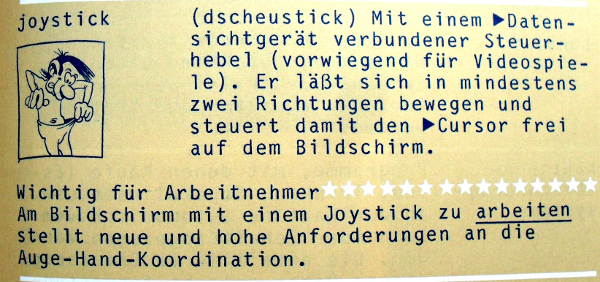 joystick (dscheustick) Mit einem ▶Daten-
sichtgerät verbundener Steuer-
hebel (vorwiegend für Videospie-
le). Er läßt sich in mindestens
zwei Richtungen bewegen und
steuert damit den ▶Cursor frei
auf dem Bildschirm.
Wichtig für Arbeitnehmer
Am Bildschirm mit einem Joystick zu arbeiten
stellt neue und hohe Anforderungen an die
Auge-Hand-Koordination.